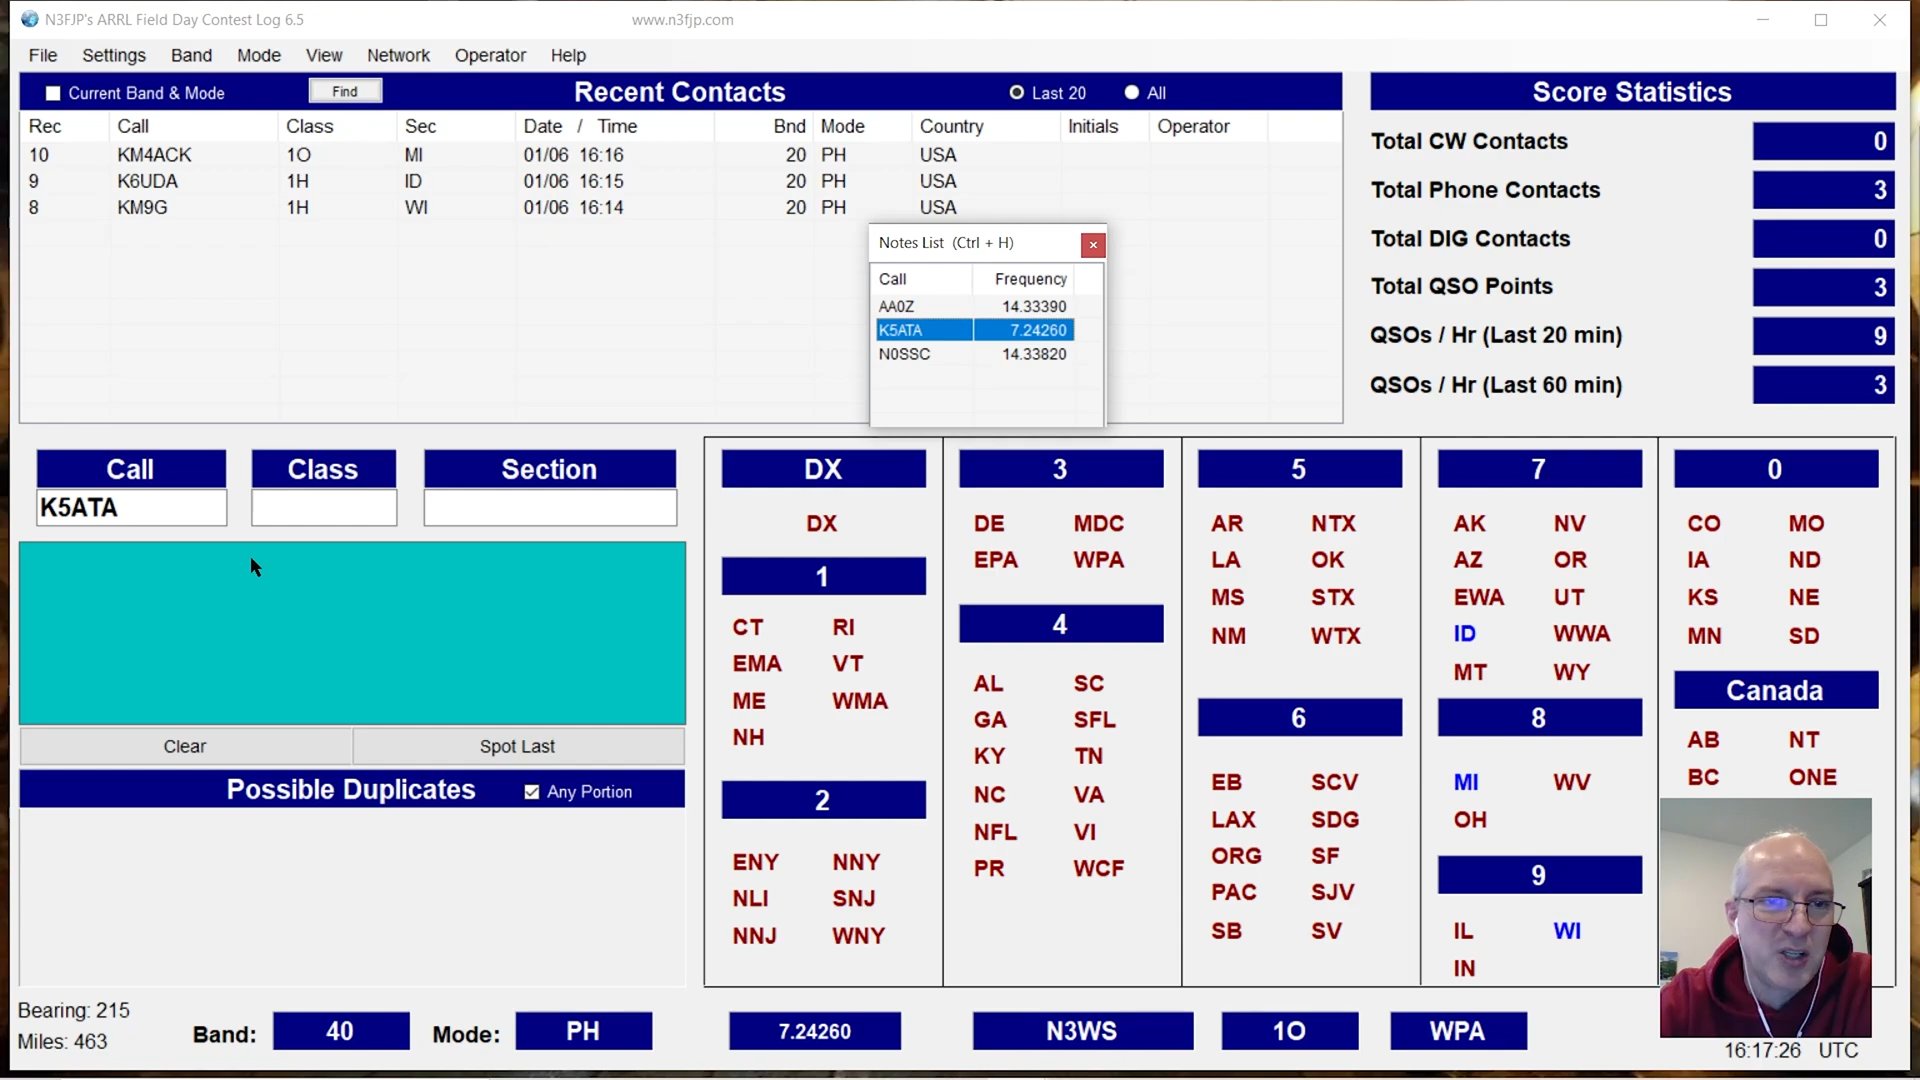 N3FJP's ARRL Field Day Contest Log 6.5 www.n3fjp.com
File Settings Band Mode View Network Operator Help
Current Band & Mode Find Recent Contacts Last 20 All
Rec Call Class Sec Date / Time Bnd Mode Country Initials Operator
10 KM4ACK 1O MI 01/06 16:16 20 PH USA
9 K6UDA 1H ID 01/06 16:15 20 PH USA
8 KM9G 1H WI 01/06 16:14 20 PH USA
Notes List (Ctrl + H)
Call Frequency
AA0Z 14.33390
K5ATA 7.24260
N0SSC 14.33820
Score Statistics
Total CW Contacts 0
Total Phone Contacts 3
Total DIG Contacts 0
Total QSO Points 3
QSOs / Hr (Last 20 min) 9
QSOs / Hr (Last 60 min) 3
Call Class Section
K5ATA
Clear Spot Last
Possible Duplicates Any Portion
DX
DX
1
CT RI
EMA VT
ME WMA
NH
2
ENY NNY
NLI SNJ
NNJ WNY
3
DE MDC
EPA WPA
4
AL SC
GA SFL
KY TN
NC VA
NFL VI
PR WCF
5
AR NTX
LA OK
MS STX
NM WTX
6
EB SCV
LAX SDG
ORG SF
PAC SJV
SB SV
7
AK NV
AZ OR
EWA UT
ID WWA
MT WY
8
MI WV
OH
9
IL WI
IN
0
CO MO
IA ND
KS NE
MN SD
Canada
AB NT
BC ONE
Bearing: 215
Miles: 463
Band: 40 Mode: PH 7.24260 N3WS 1O WPA
16:17:26 UTC